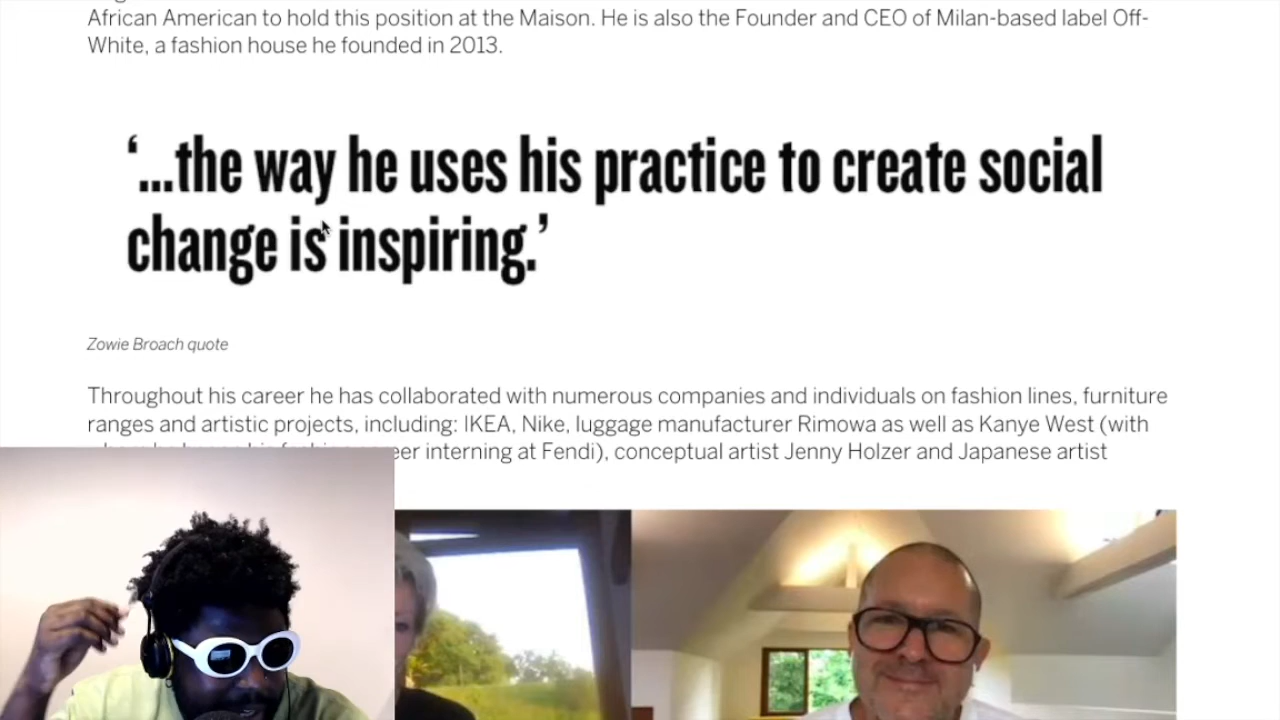 African American to hold this position at the Maison. He is also the Founder and CEO of Milan-based label Off-
White, a fashion house he founded in 2013.
‘...the way he uses his practice to create social
change is inspiring.’
Zowie Broach quote
Throughout his career he has collaborated with numerous companies and individuals on fashion lines, furniture
ranges and artistic projects, including: IKEA, Nike, luggage manufacturer Rimowa as well as Kanye West (with
interning at Fendi), conceptual artist Jenny Holzer and Japanese artist